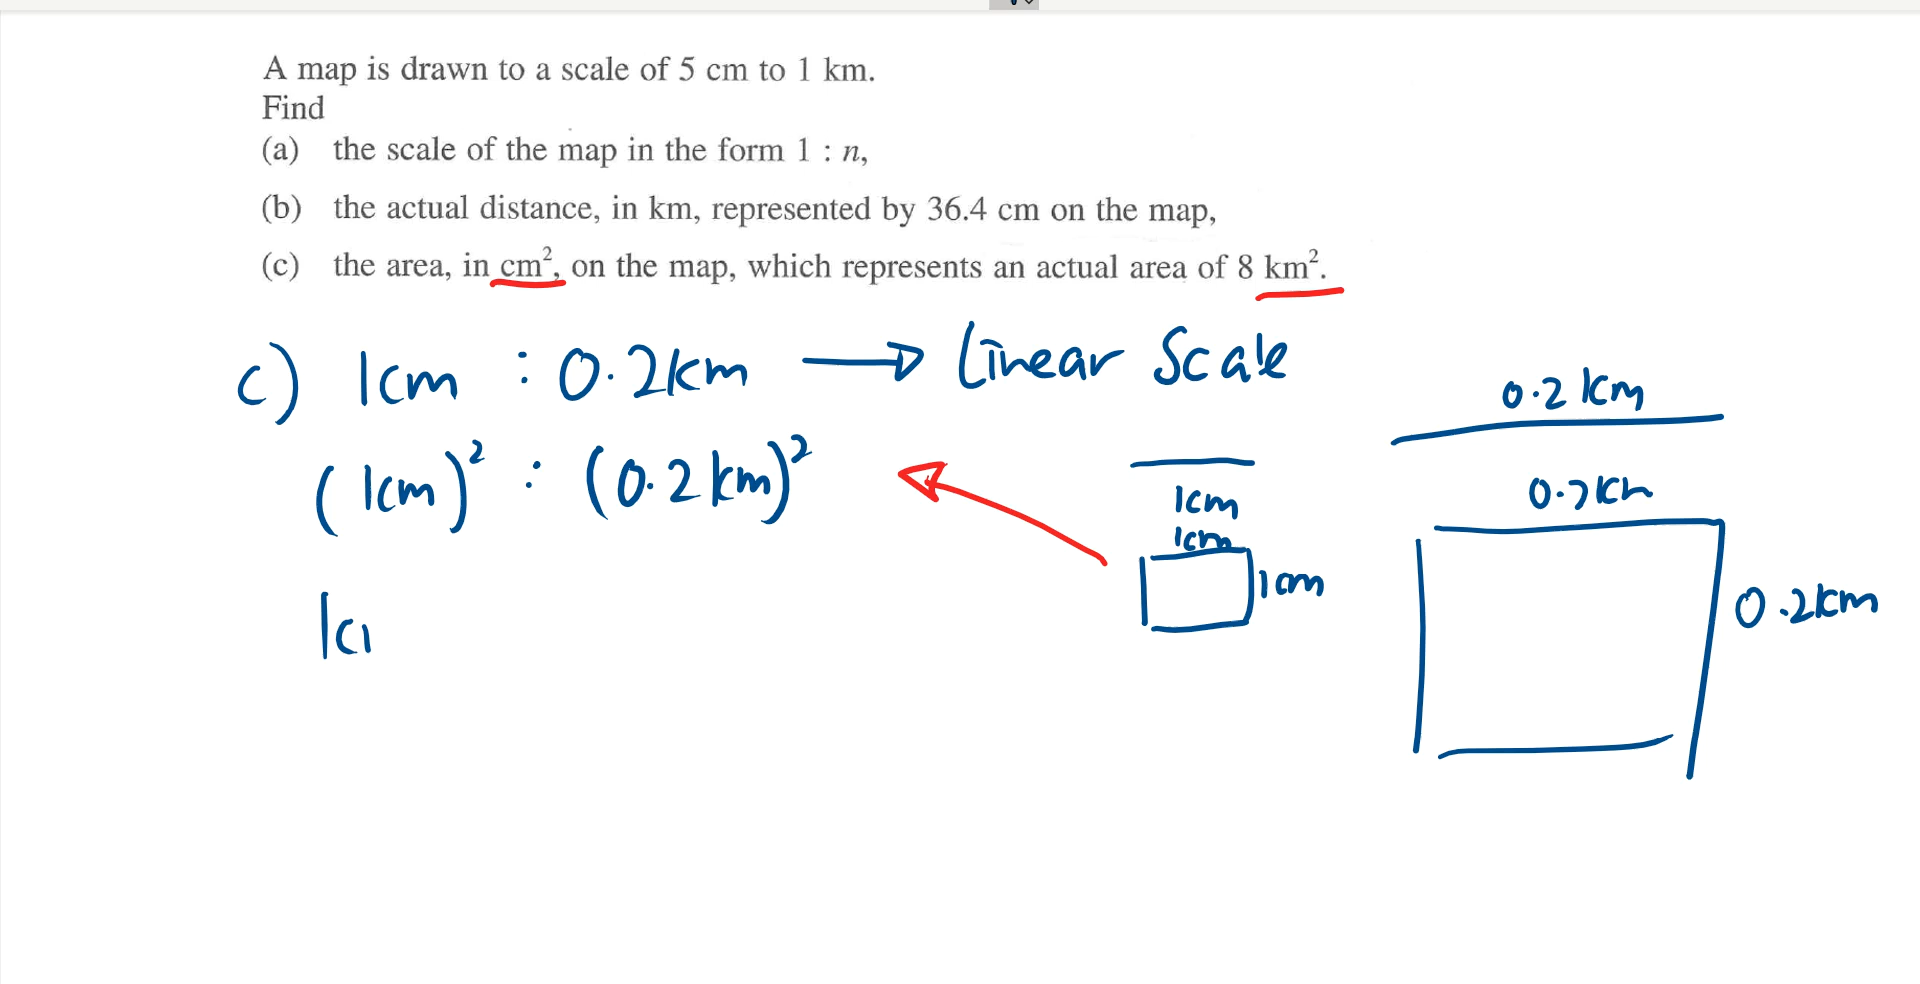 A map is drawn to a scale of 5 cm to 1 km.
Find
(a) the scale of the map in the form 1 : n,
(b) the actual distance, in km, represented by 36.4 cm on the map,
(c) the area, in cm², on the map, which represents an actual area of 8 km².
c) 1cm : 0.2km → Linear Scale
(1cm)² : (0.2km)²
1c
1cm
1cm
1cm
0.2 km
0.2km
0.2km